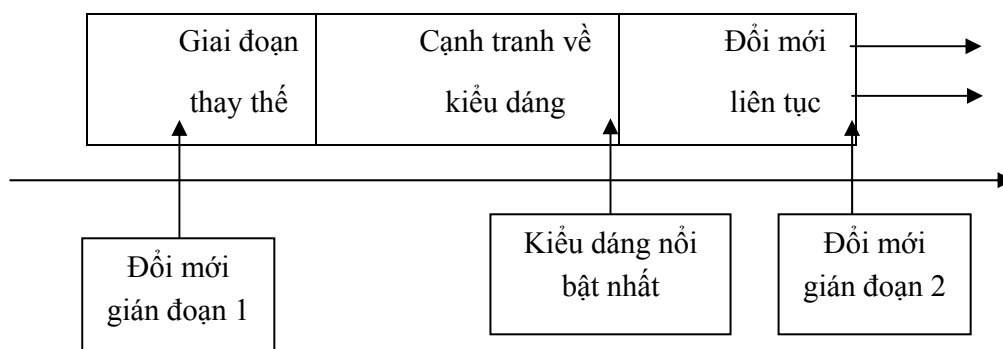 Giai đoạn
thay thế
Cạnh tranh về
kiểu dáng
Đổi mới
liên tục
Đổi mới
gián đoạn 1
Kiểu dáng nổi
bật nhất
Đổi mới
gián đoạn 2